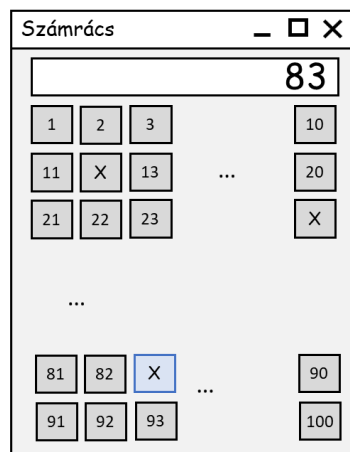 Számrács
83
1 2 3 10
11 X 13 ... 20
21 22 23 X
...
81 82 X ... 90
91 92 93 100